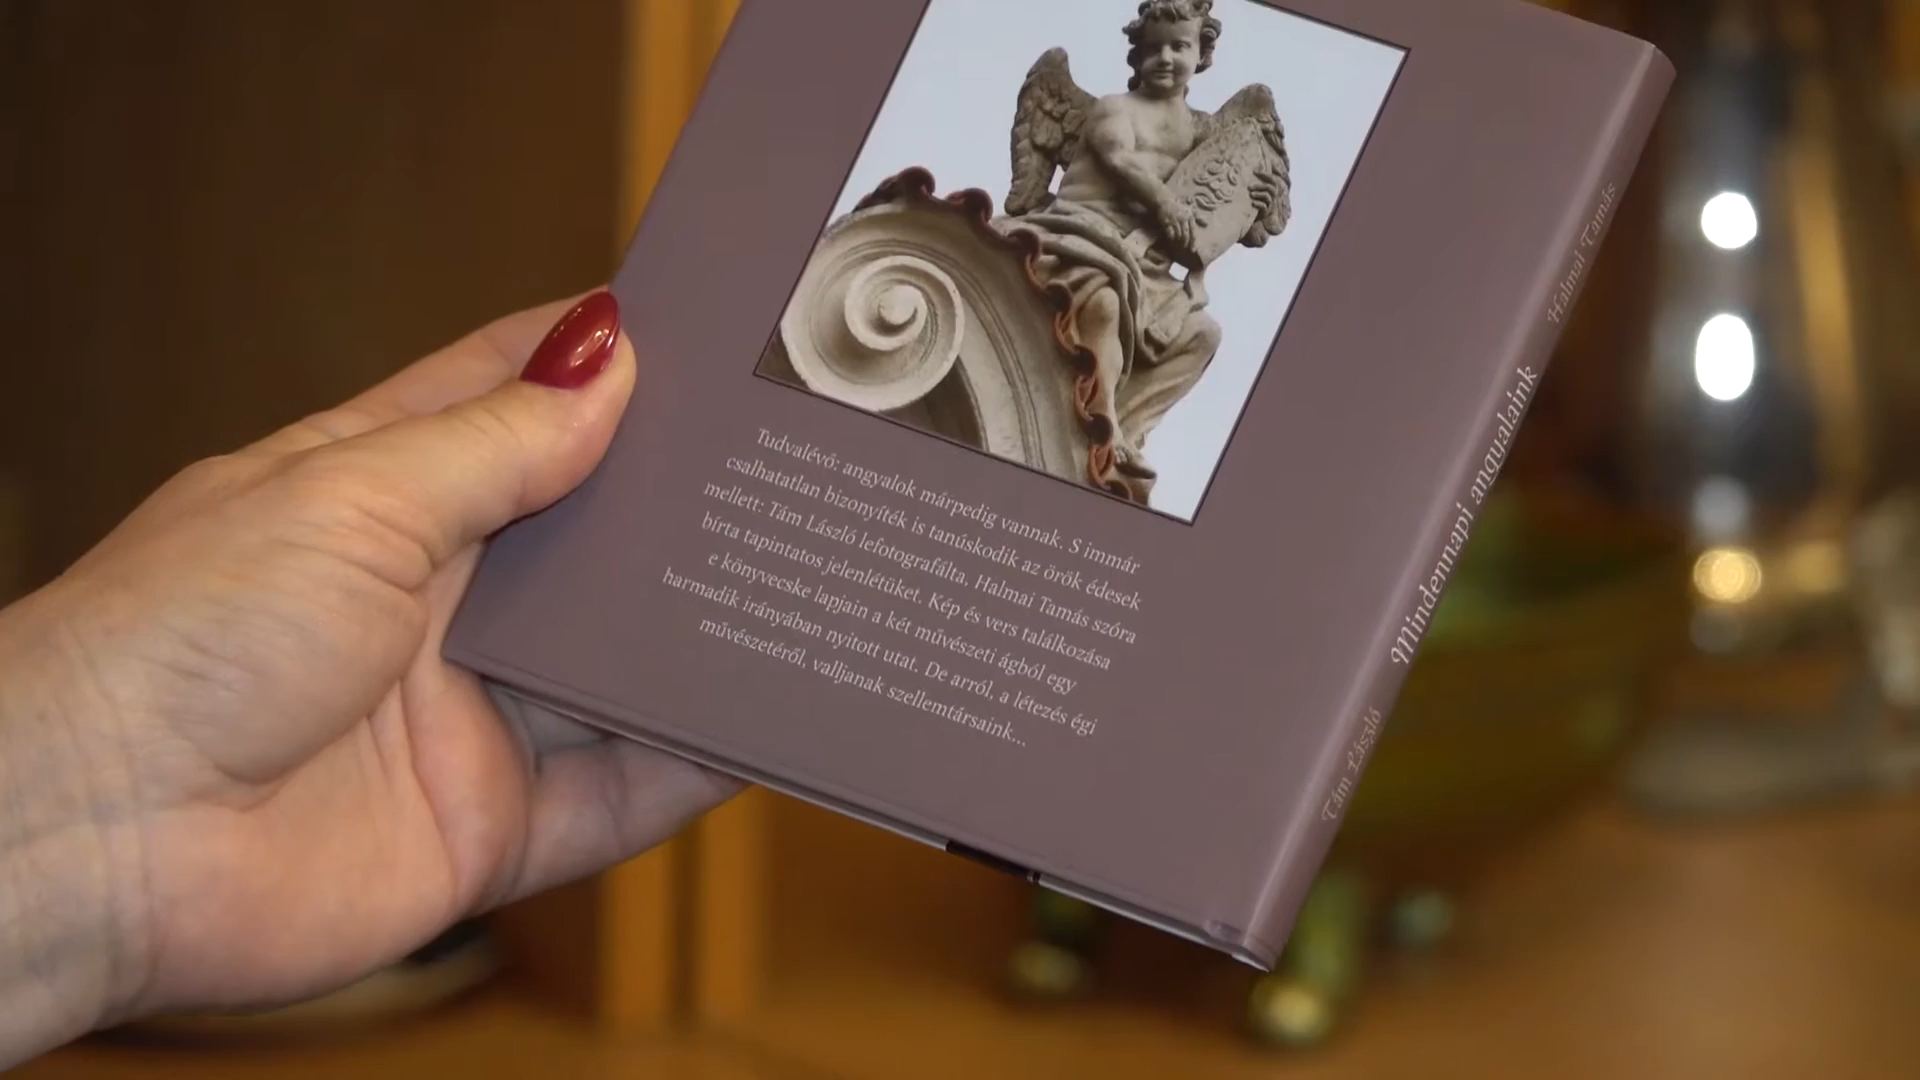 Tudvalévő: angyalok márpedig vannak. S immár
csalhatatlan bizonyíték is tanúskodik az örök édesek
mellett: Tám László lefotografálta, Halmai Tamás szóra
bírta tapintatos jelenlétüket. Kép és vers találkozása
e könyvecske lapjain a két művészeti ágból egy
harmadik irányában nyitott utat. De arról, a létezés égi
művészetéről, valljanak szellemtársaink...
Tám László
Mindennapi angyalaink
Halmai Tamás